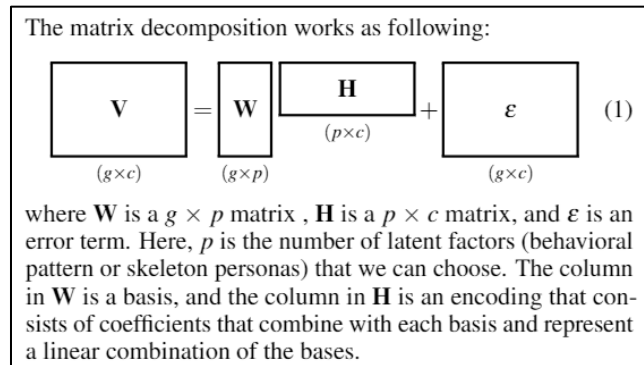 The matrix decomposition works as following:
V = W H + ε (1)
(g×c) (g×p) (p×c) (g×c)
where W is a g × p matrix , H is a p × c matrix, and ε is an
error term. Here, p is the number of latent factors (behavioral
pattern or skeleton personas) that we can choose. The column
in W is a basis, and the column in H is an encoding that con-
sists of coefficients that combine with each basis and represent
a linear combination of the bases.